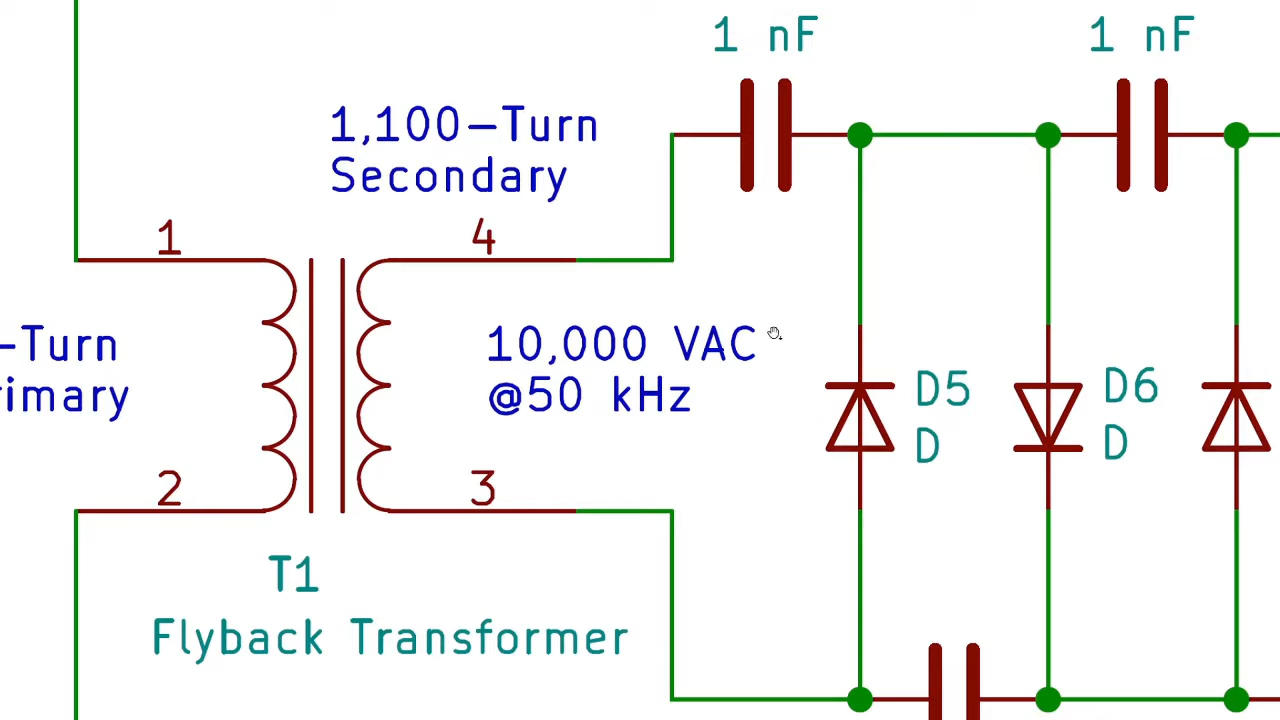 1 nF
1 nF
1,100-Turn
Secondary
1
4
-Turn
10,000 VAC
@50 kHz
D5
D
D6
D
2
3
T1
Flyback Transformer